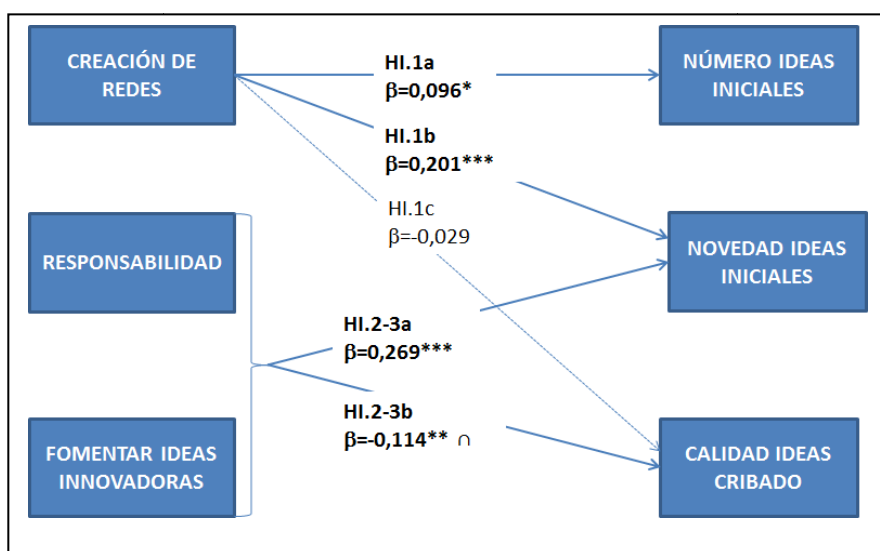 CREACIÓN DE
REDES
HI.1a
β=0,096*
NÚMERO IDEAS
INICIALES
HI.1b
β=0,201***
HI.1c
β=-0,029
RESPONSABILIDAD
NOVEDAD IDEAS
INICIALES
HI.2-3a
β=0,269***
HI.2-3b
β=-0,114** ∩
FOMENTAR IDEAS
INNOVADORAS
CALIDAD IDEAS
CRIBADO